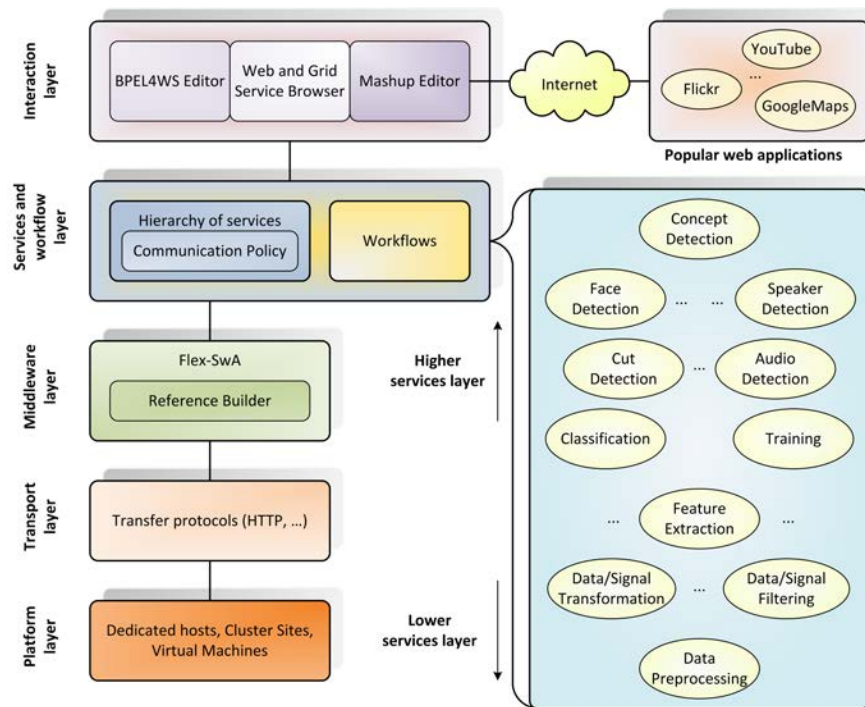 Interaction
layer
BPEL4WS Editor
Web and Grid
Service Browser
Mashup Editor
Internet
YouTube
...
Flickr
GoogleMaps
Popular web applications
Services and
workflow
layer
Hierarchy of services
Communication Policy
Workflows
Concept
Detection
Face
Detection
...
...
Speaker
Detection
Cut
Detection
...
Audio
Detection
Classification
Training
...
Feature
Extraction
...
Data/Signal
Transformation
...
Data/Signal
Filtering
Data
Preprocessing
Higher
services layer
Lower
services layer
Middleware
layer
Flex-SwA
Reference Builder
Transport
layer
Transfer protocols (HTTP, ...)
Platform
layer
Dedicated hosts, Cluster Sites,
Virtual Machines